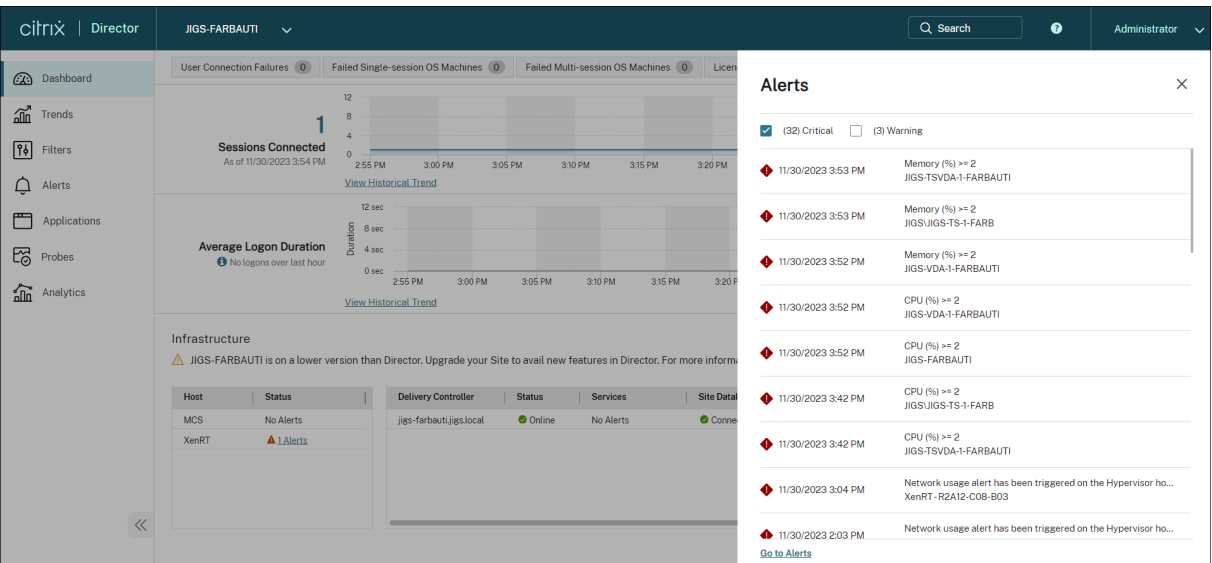 citrix | Director
JIGS-FARBAUTI
Search
?
Administrator
Dashboard
Trends
Filters
Alerts
Applications
Probes
Analytics
User Connection Failures 0
Failed Single-session OS Machines 0
Failed Multi-session OS Machines 0
Licen
1
Sessions Connected
As of 11/30/2023 3:54 PM
12
8
4
0
2:55 PM 3:00 PM 3:05 PM 3:10 PM 3:15 PM 3:20 PM
View Historical Trend
Average Logon Duration
No logons over last hour
Duration
12 sec
8 sec
4 sec
0 sec
2:55 PM 3:00 PM 3:05 PM 3:10 PM 3:15 PM 3:20 P
View Historical Trend
Infrastructure
JIGS-FARBAUTI is on a lower version than Director. Upgrade your Site to avail new features in Director. For more informa
Host Status
MCS No Alerts
XenRT 1 Alerts
Delivery Controller Status Services Site Datab
jigs-farbauti.jigs.local Online No Alerts Conne
Alerts
(32) Critical (3) Warning
11/30/2023 3:53 PM
Memory (%) >= 2
JIGS-TSVDA-1-FARBAUTI
11/30/2023 3:53 PM
Memory (%) >= 2
JIGS\JIGS-TS-1-FARB
11/30/2023 3:52 PM
Memory (%) >= 2
JIGS-VDA-1-FARBAUTI
11/30/2023 3:52 PM
CPU (%) >= 2
JIGS-VDA-1-FARBAUTI
11/30/2023 3:52 PM
CPU (%) >= 2
JIGS-FARBAUTI
11/30/2023 3:42 PM
CPU (%) >= 2
JIGS\JIGS-TS-1-FARB
11/30/2023 3:42 PM
CPU (%) >= 2
JIGS-TSVDA-1-FARBAUTI
11/30/2023 3:04 PM
Network usage alert has been triggered on the Hypervisor ho...
XenRT - R2A12-C08-B03
11/30/2023 2:03 PM
Network usage alert has been triggered on the Hypervisor ho...
Go to Alerts